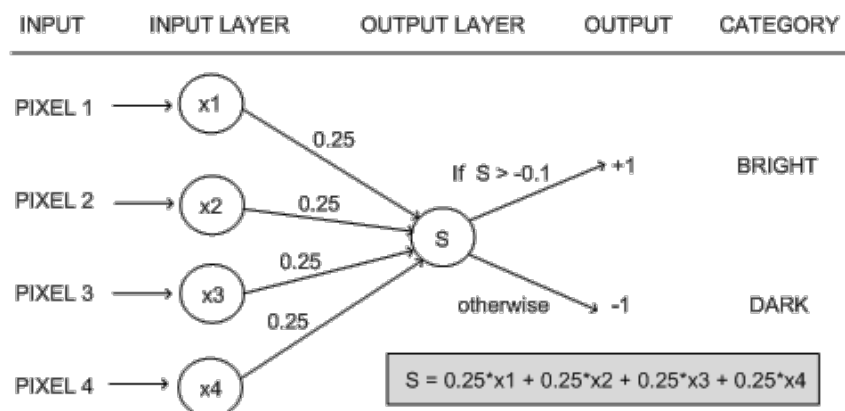 INPUT INPUT LAYER OUTPUT LAYER OUTPUT CATEGORY
PIXEL 1 x1
0.25
If S > -0.1 +1 BRIGHT
PIXEL 2 x2 0.25
S
0.25
PIXEL 3 x3
otherwise -1 DARK
0.25
PIXEL 4 x4
S = 0.25*x1 + 0.25*x2 + 0.25*x3 + 0.25*x4